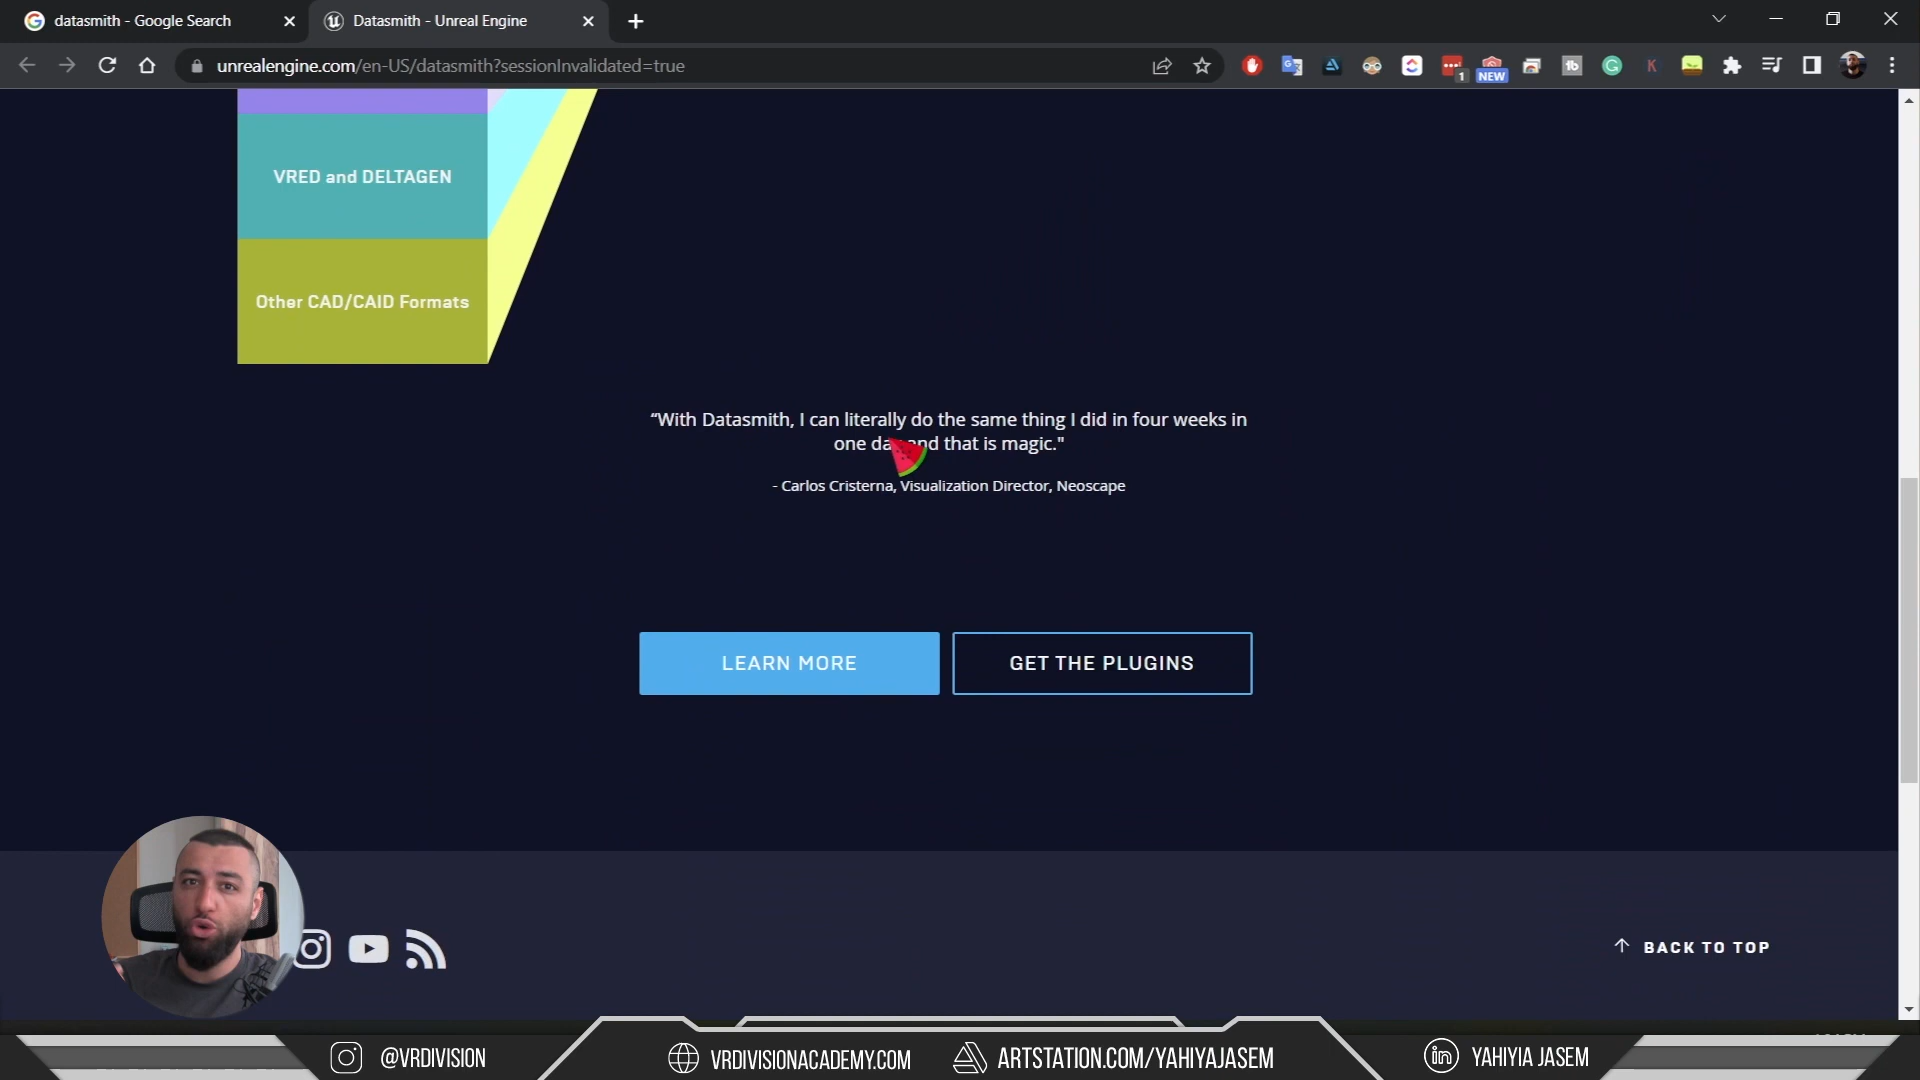 datasmith - Google Search
Datasmith - Unreal Engine
unrealengine.com/en-US/datasmith?sessionInvalidated=true
1
NEW
VRED and DELTAGEN
Other CAD/CAID Formats
“With Datasmith, I can literally do the same thing I did in four weeks in
one day and that is magic."
- Carlos Cristerna, Visualization Director, Neoscape
LEARN MORE
GET THE PLUGINS
BACK TO TOP
@VRDIVISION
VRDIVISIONACADEMY.COM
ARTSTATION.COM/YAHIYAJASEM
in
YAHIYIA JASEM